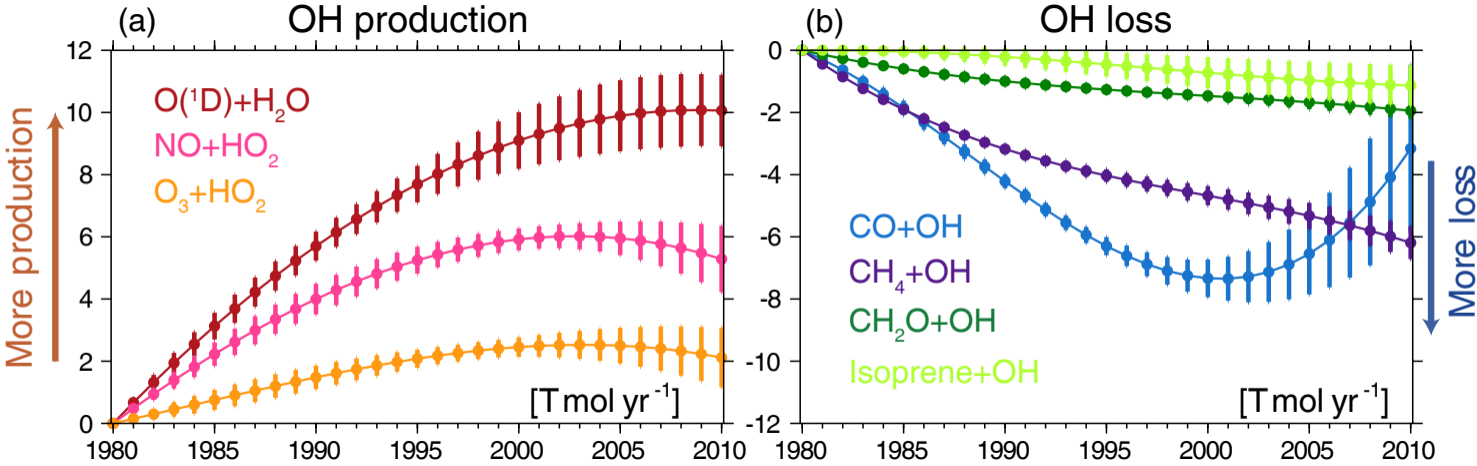 (a) OH production
More production
12
10
8
6
4
2
0
O(¹D)+H₂O
NO+HO₂
O₃+HO₂
[Tmol yr⁻¹]
1980 1985 1990 1995 2000 2005 2010
(b) OH loss
0
-2
-4
-6
-8
-10
-12
CO+OH
CH₄+OH
CH₂O+OH
Isoprene+OH
[Tmol yr⁻¹]
1980 1985 1990 1995 2000 2005 2010
More loss